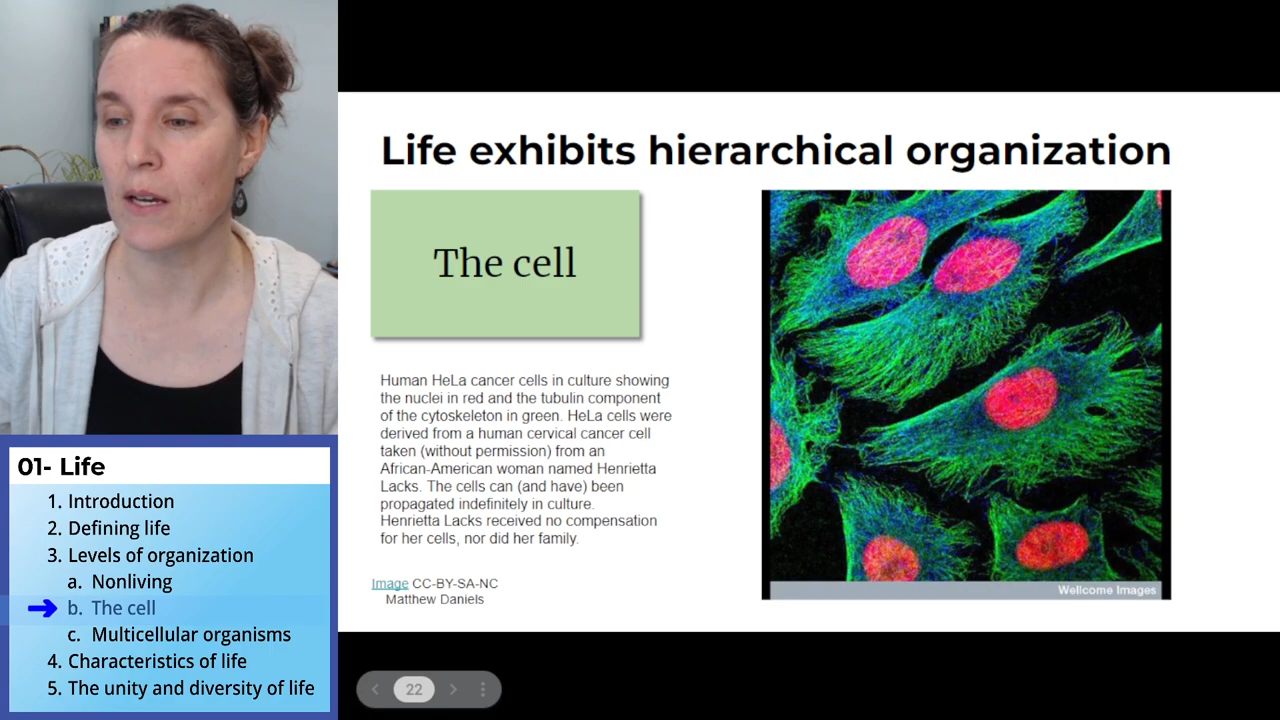 Life exhibits hierarchical organization
The cell
Human HeLa cancer cells in culture showing
the nuclei in red and the tubulin component
of the cytoskeleton in green. HeLa cells were
derived from a human cervical cancer cell
taken (without permission) from an
African-American woman named Henrietta
Lacks. The cells can (and have) been
propagated indefinitely in culture.
Henrietta Lacks received no compensation
for her cells, nor did her family.
Image CC-BY-SA-NC
Matthew Daniels
Wellcome Images
01- Life
1. Introduction
2. Defining life
3. Levels of organization
a. Nonliving
b. The cell
c. Multicellular organisms
4. Characteristics of life
5. The unity and diversity of life
22